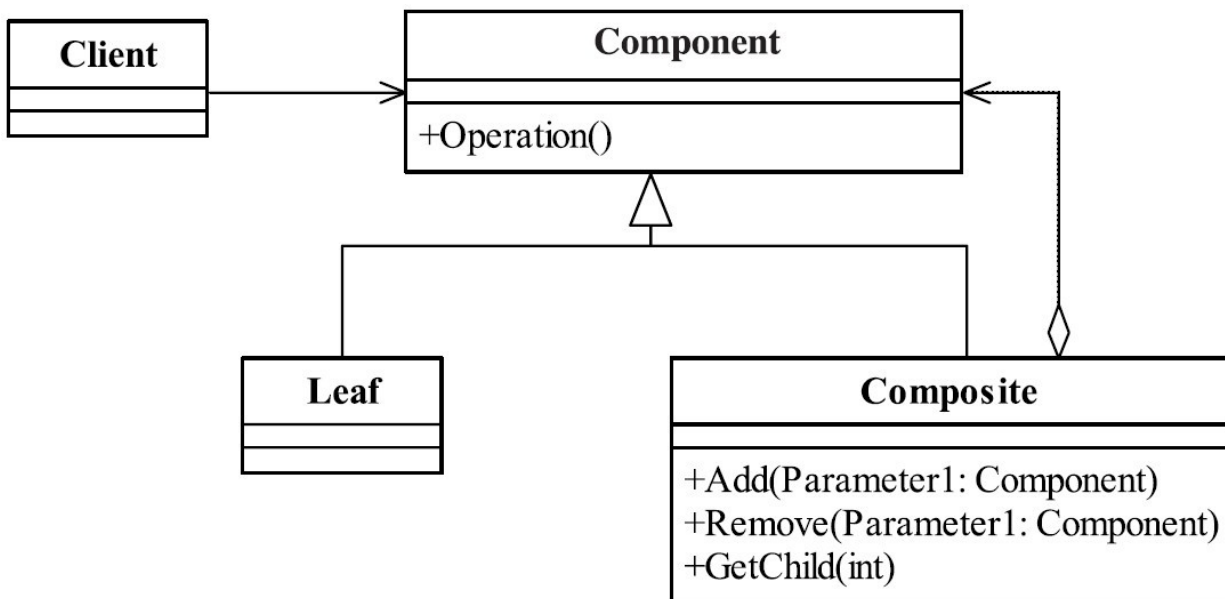 Client
Component
+Operation()
Leaf
Composite
+Add(Parameter1: Component)
+Remove(Parameter1: Component)
+GetChild(int)